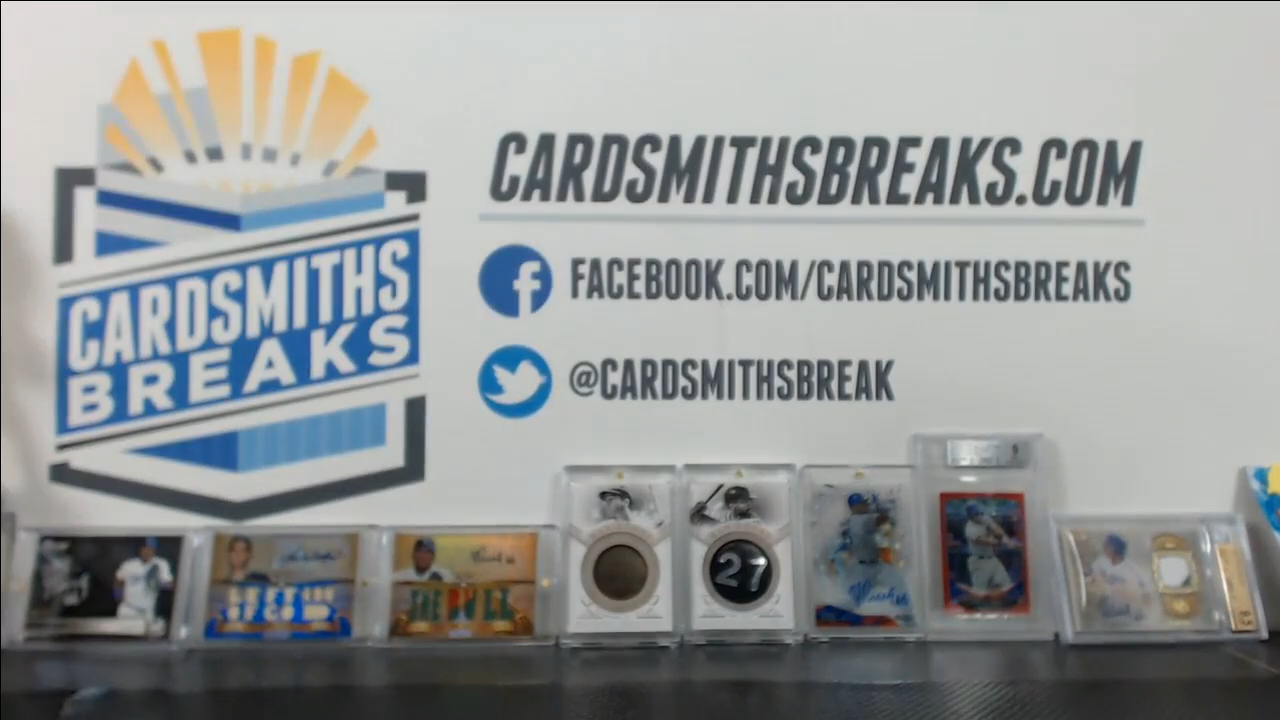 CARDSMITHS
BREAKS
CARDSMITHSBREAKS.COM
FACEBOOK.COM/CARDSMITHSBREAKS
@CARDSMITHSBREAK
27